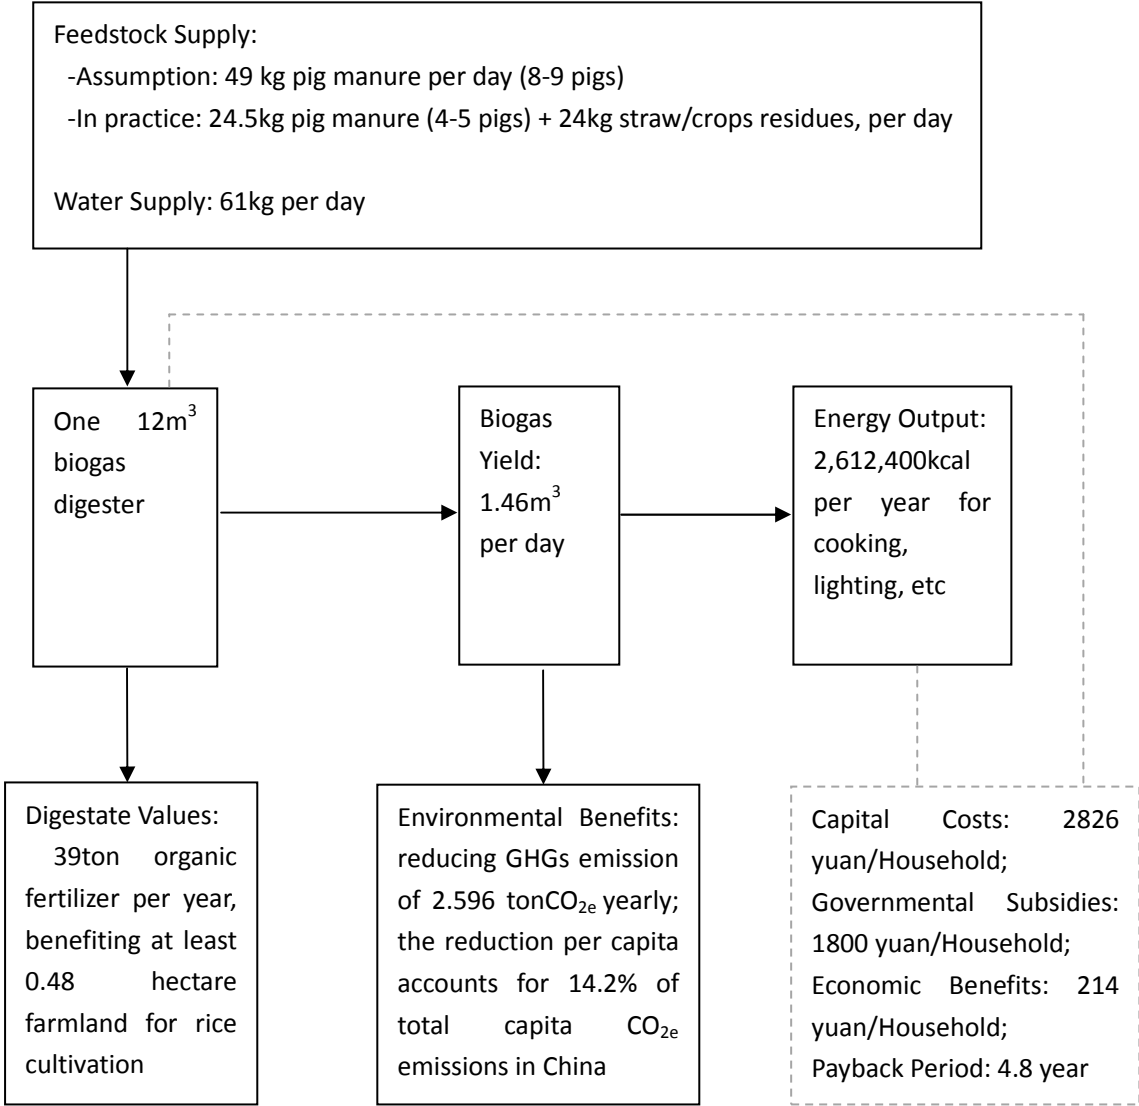 Feedstock Supply:
-Assumption: 49 kg pig manure per day (8-9 pigs)
-In practice: 24.5kg pig manure (4-5 pigs) + 24kg straw/crops residues, per day
Water Supply: 61kg per day
One 12m³
biogas
digester
Biogas
Yield:
1.46m³
per day
Energy Output:
2,612,400kcal
per year for
cooking,
lighting, etc
Digestate Values:
39ton organic
fertilizer per year,
benefiting at least
0.48 hectare
farmland for rice
cultivation
Environmental Benefits:
reducing GHGs emission
of 2.596 tonCO₂e yearly;
the reduction per capita
accounts for 14.2% of
total capita CO₂e
emissions in China
Capital Costs: 2826
yuan/Household;
Governmental Subsidies:
1800 yuan/Household;
Economic Benefits: 214
yuan/Household;
Payback Period: 4.8 year